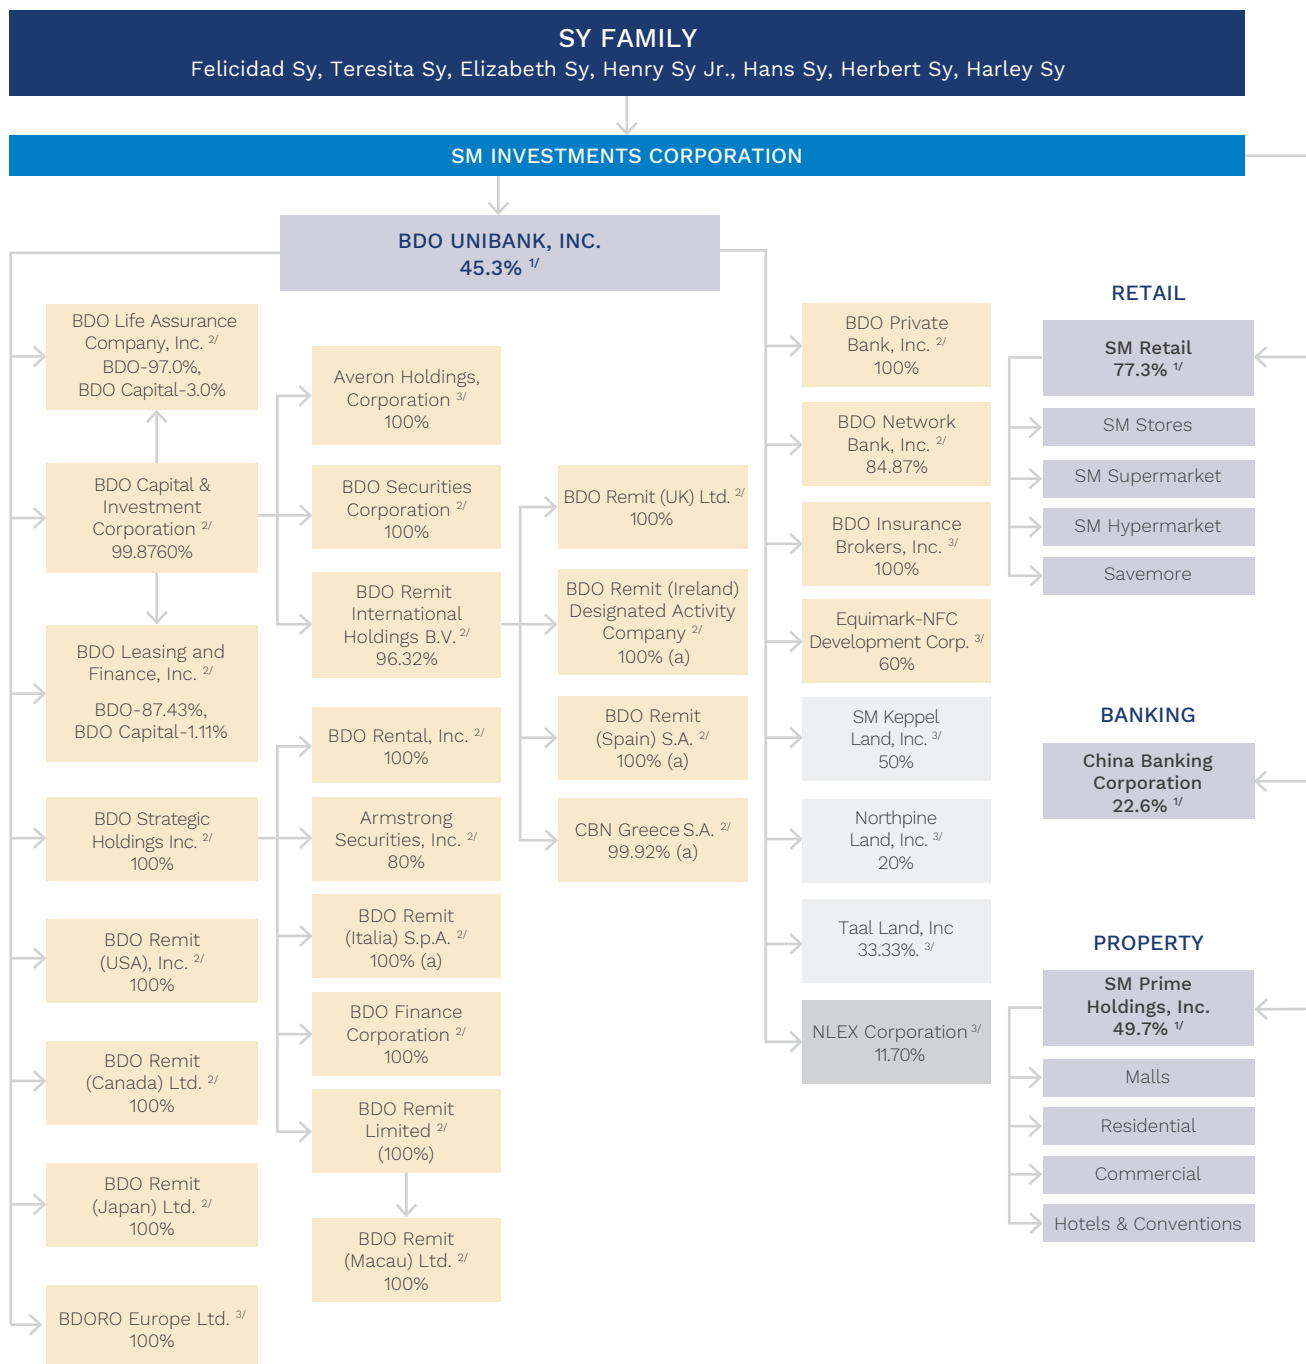 SY FAMILY
Felicidad Sy, Teresita Sy, Elizabeth Sy, Henry Sy Jr., Hans Sy, Herbert Sy, Harley Sy
SM INVESTMENTS CORPORATION
BDO UNIBANK, INC.
45.3% 1/
BDO Life Assurance
Company, Inc. 2/
BDO-97.0%,
BDO Capital-3.0%
BDO Capital &
Investment
Corporation 2/
99.8760%
BDO Leasing and
Finance, Inc. 2/
BDO-87.43%,
BDO Capital-1.11%
BDO Strategic
Holdings Inc. 2/
100%
BDO Remit
(USA), Inc. 2/
100%
BDO Remit
(Canada) Ltd. 2/
100%
BDO Remit
(Japan) Ltd. 2/
100%
BDORO Europe Ltd. 3/
100%
Averon Holdings,
Corporation 3/
100%
BDO Securities
Corporation 2/
100%
BDO Remit
International
Holdings B.V. 2/
96.32%
BDO Rental, Inc. 2/
100%
Armstrong
Securities, Inc. 2/
80%
BDO Remit
(Italia) S.p.A. 2/
100% (a)
BDO Finance
Corporation 2/
100%
BDO Remit
Limited 2/
(100%)
BDO Remit
(Macau) Ltd. 2/
100%
BDO Remit (UK) Ltd. 2/
100%
BDO Remit (Ireland)
Designated Activity
Company 2/
100% (a)
BDO Remit
(Spain) S.A. 2/
100% (a)
CBN Greece S.A. 2/
99.92% (a)
BDO Private
Bank, Inc. 2/
100%
BDO Network
Bank, Inc. 2/
84.87%
BDO Insurance
Brokers, Inc. 3/
100%
Equimark-NFC
Development Corp. 3/
60%
SM Keppel
Land, Inc. 3/
50%
Northpine
Land, Inc. 3/
20%
Taal Land, Inc
33.33%. 3/
NLEX Corporation 3/
11.70%
RETAIL
SM Retail
77.3% 1/
SM Stores
SM Supermarket
SM Hypermarket
Savemore
BANKING
China Banking
Corporation
22.6% 1/
PROPERTY
SM Prime
Holdings, Inc.
49.7% 1/
Malls
Residential
Commercial
Hotels & Conventions